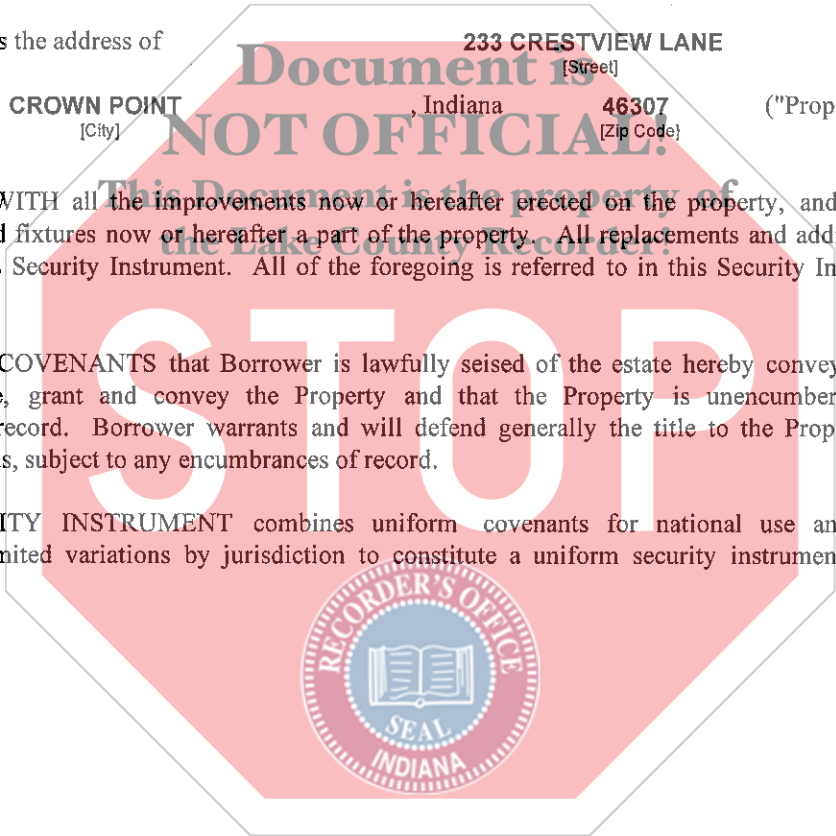 s the address of 233 CRESTVIEW LANE
[Street]
CROWN POINT , Indiana 46307 ("Prop
[City] [Zip Code]
Document is
NOT OFFICIAL!
This Document is the property of
the Lake County Recorder!
WITH all the improvements now or hereafter erected on the property, and
d fixtures now or hereafter a part of the property. All replacements and add
Security Instrument. All of the foregoing is referred to in this Security In
COVENANTS that Borrower is lawfully seised of the estate hereby convey
e, grant and convey the Property and that the Property is unencumber
record. Borrower warrants and will defend generally the title to the Prop
s, subject to any encumbrances of record.
ITY INSTRUMENT combines uniform covenants for national use an
mited variations by jurisdiction to constitute a uniform security instrumen
STOP
RECORDER'S OFFICE
SEAL
INDIANA